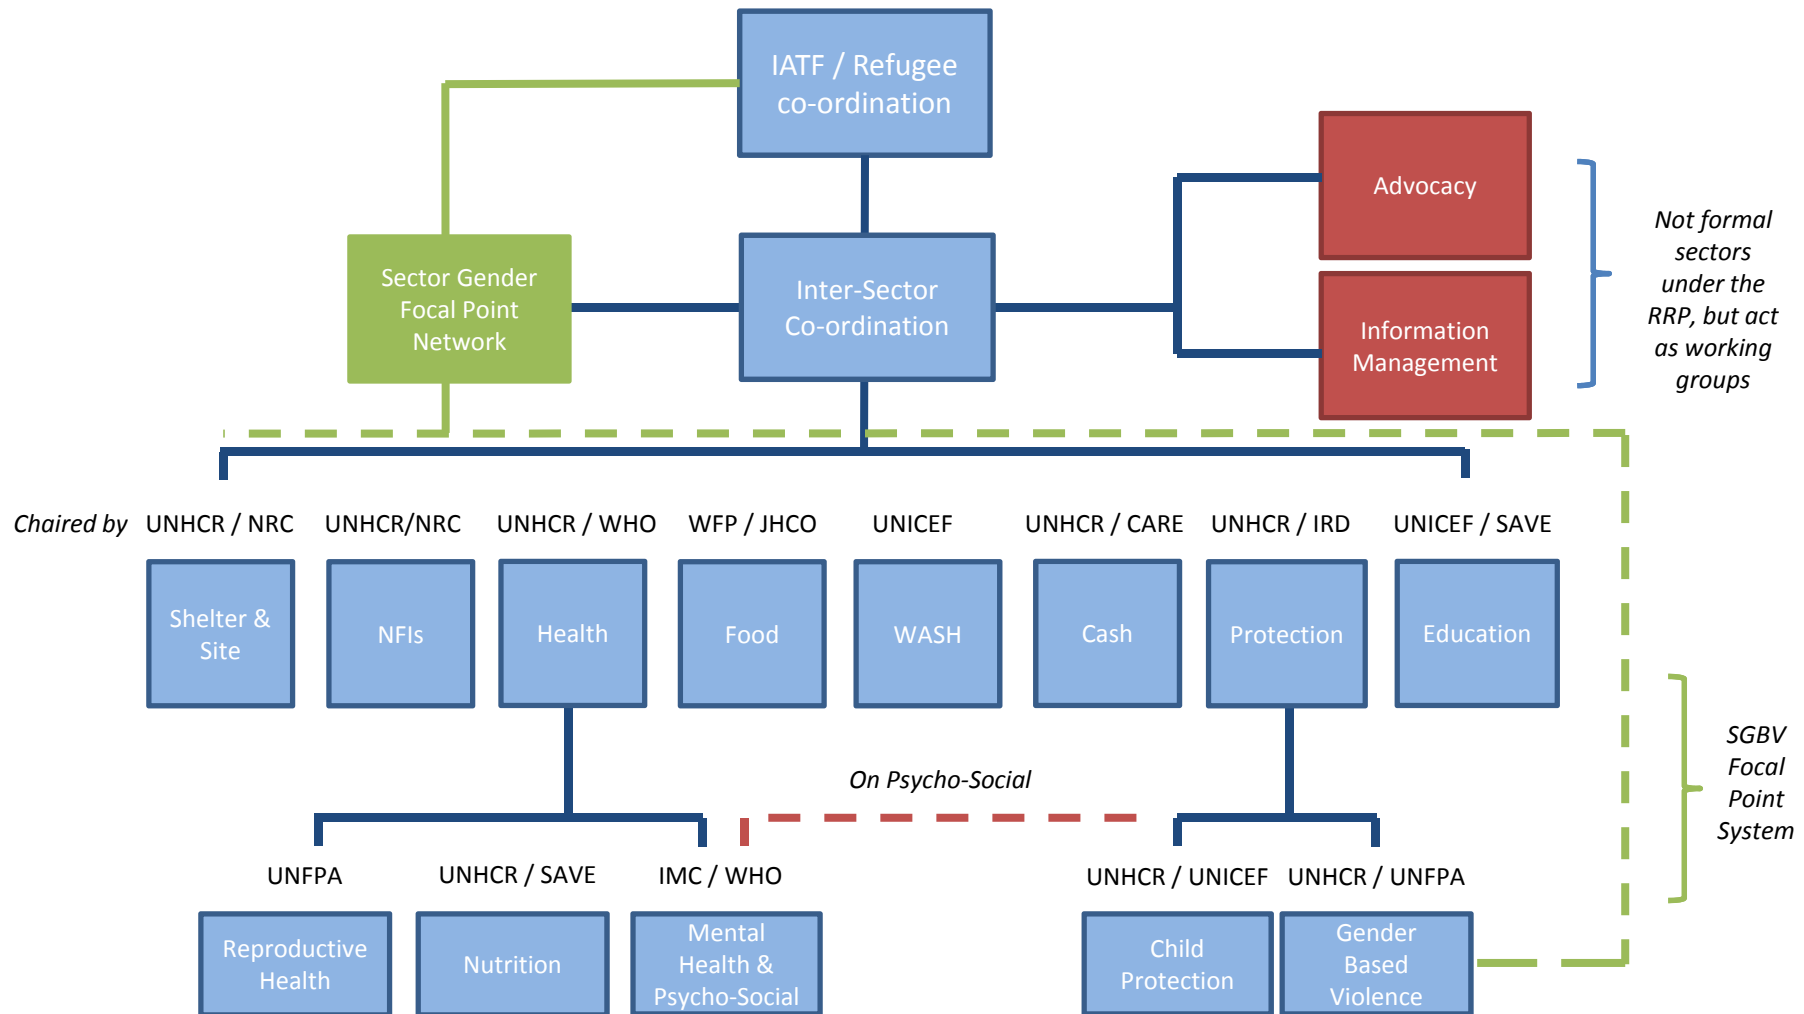 IATF / Refugee
co-ordination
Advocacy
Not formal
sectors
under the
RRP, but act
as working
groups
Sector Gender
Focal Point
Network
Inter-Sector
Co-ordination
Information
Management
Chaired by
UNHCR / NRC
UNHCR/NRC
UNHCR / WHO
WFP / JHCO
UNICEF
UNHCR / CARE
UNHCR / IRD
UNICEF / SAVE
Shelter &
Site
NFIs
Health
Food
WASH
Cash
Protection
Education
SGBV
Focal
Point
System
On Psycho-Social
UNFPA
UNHCR / SAVE
IMC / WHO
UNHCR / UNICEF
UNHCR / UNFPA
Reproductive
Health
Nutrition
Mental
Health &
Psycho-Social
Child
Protection
Gender
Based
Violence